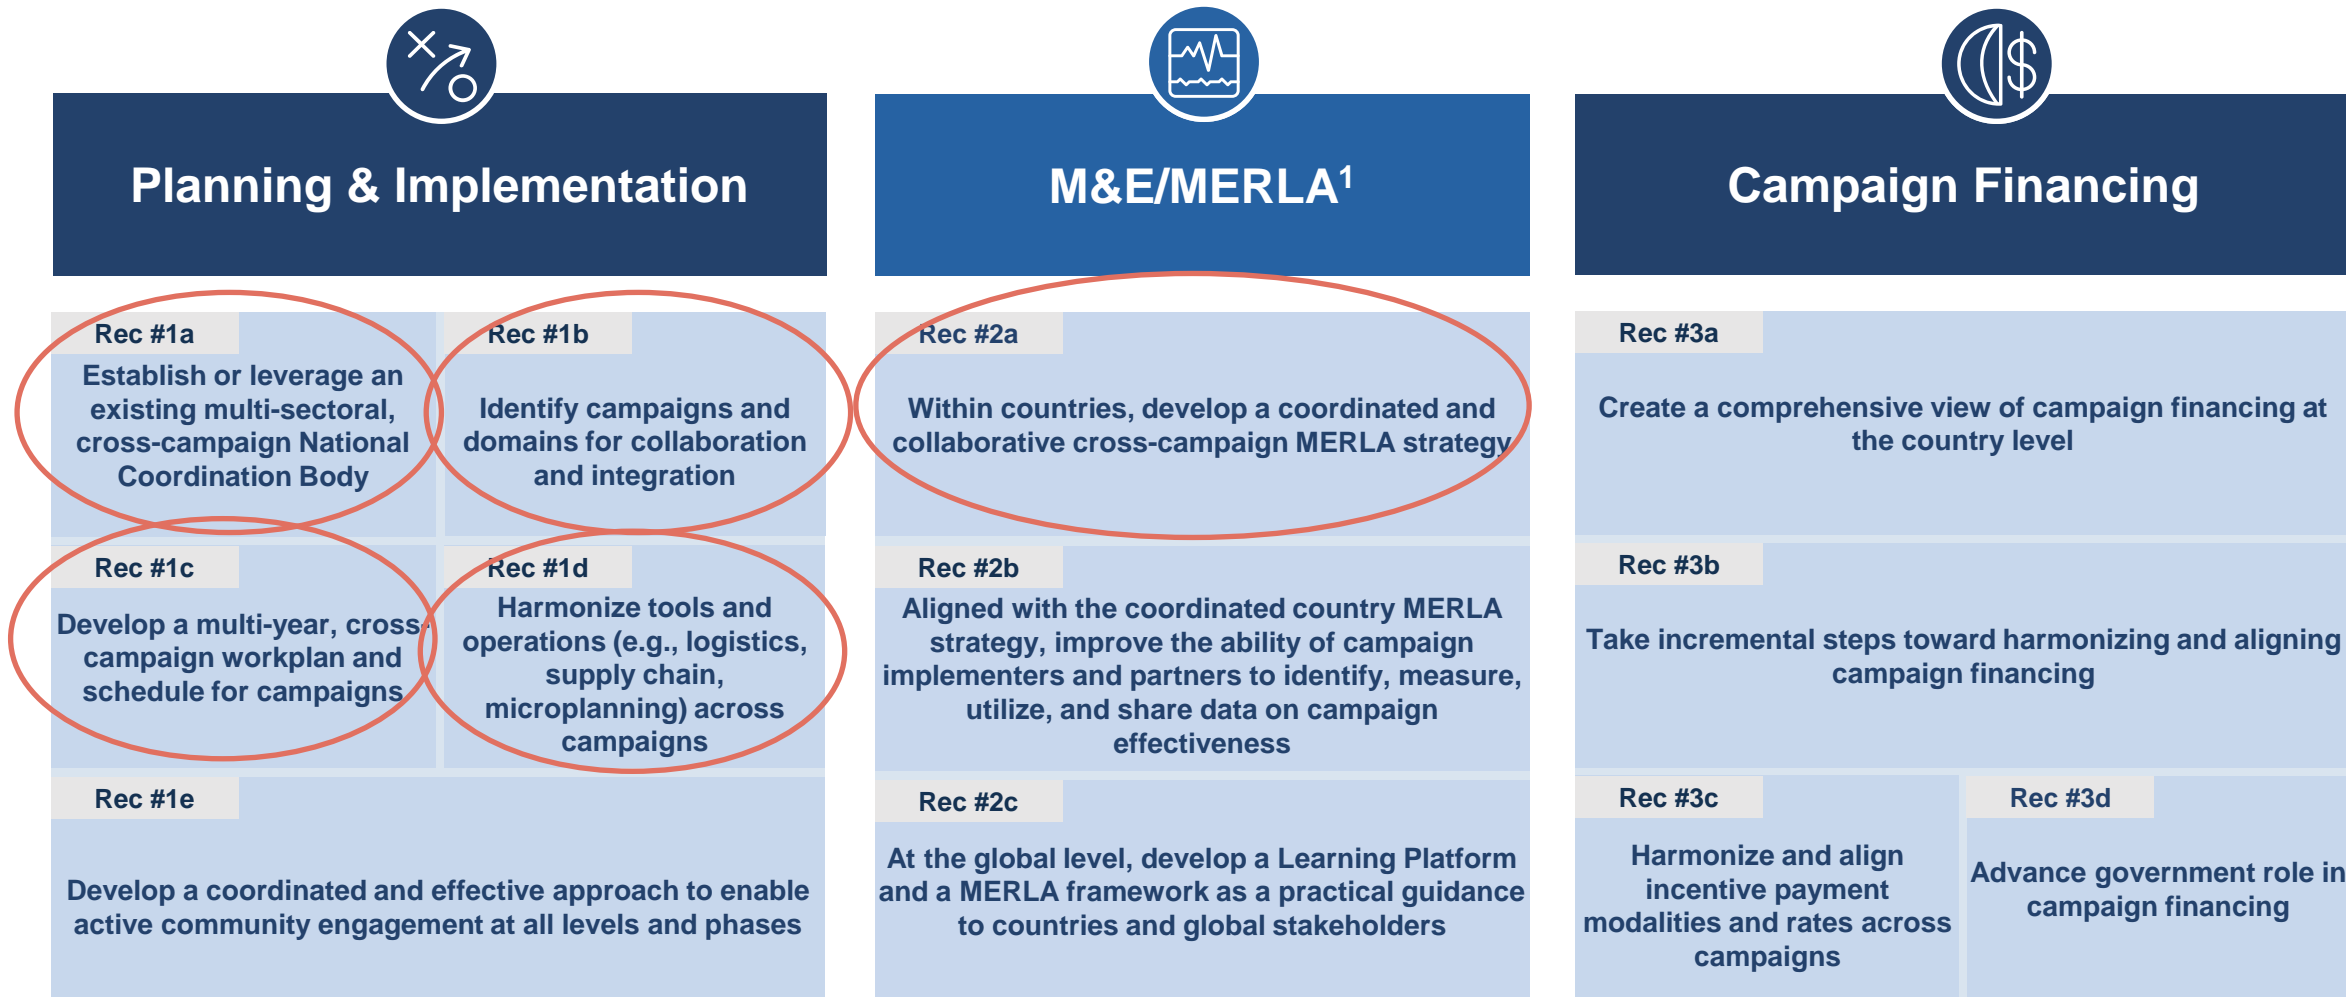 Planning & Implementation
Rec #1a
Establish or leverage an
existing multi-sectoral,
cross-campaign National
Coordination Body
Rec #1b
Identify campaigns and
domains for collaboration
and integration
Rec #1c
Develop a multi-year, cross-
campaign workplan and
schedule for campaigns
Rec #1d
Harmonize tools and
operations (e.g., logistics,
supply chain,
microplanning) across
campaigns
Rec #1e
Develop a coordinated and effective approach to enable
active community engagement at all levels and phases
M&E/MERLA¹
Rec #2a
Within countries, develop a coordinated and
collaborative cross-campaign MERLA strategy
Rec #2b
Aligned with the coordinated country MERLA
strategy, improve the ability of campaign
implementers and partners to identify, measure,
utilize, and share data on campaign
effectiveness
Rec #2c
At the global level, develop a Learning Platform
and a MERLA framework as a practical guidance
to countries and global stakeholders
Campaign Financing
Rec #3a
Create a comprehensive view of campaign financing at
the country level
Rec #3b
Take incremental steps toward harmonizing and aligning
campaign financing
Rec #3c
Harmonize and align
incentive payment
modalities and rates across
campaigns
Rec #3d
Advance government role in
campaign financing